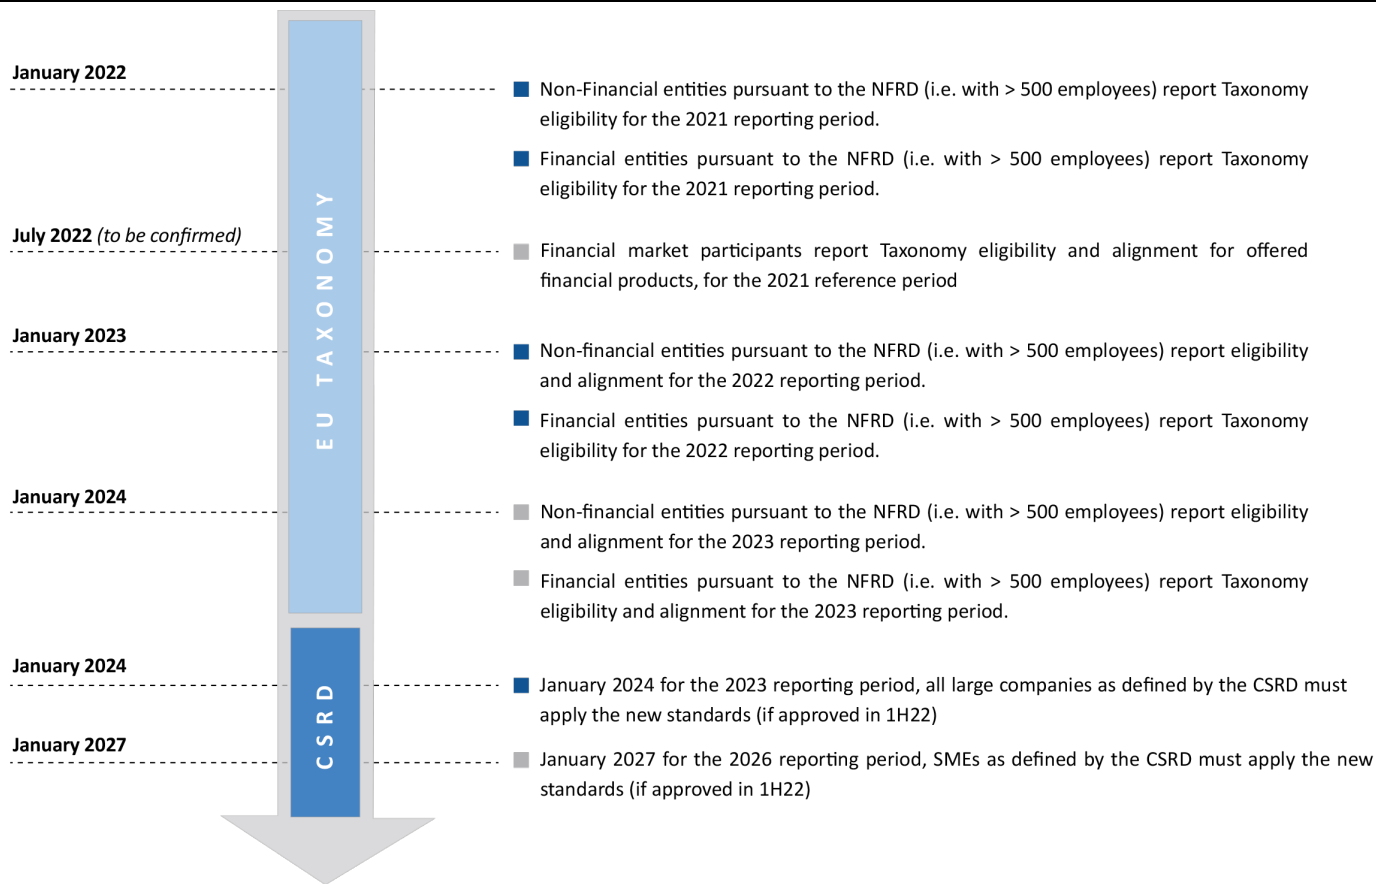 January 2022
Non-Financial entities pursuant to the NFRD (i.e. with > 500 employees) report Taxonomy
eligibility for the 2021 reporting period.
Financial entities pursuant to the NFRD (i.e. with > 500 employees) report Taxonomy
eligibility for the 2021 reporting period.
July 2022 (to be confirmed)
Financial market participants report Taxonomy eligibility and alignment for offered
financial products, for the 2021 reference period
January 2023
Non-financial entities pursuant to the NFRD (i.e. with > 500 employees) report eligibility
and alignment for the 2022 reporting period.
Financial entities pursuant to the NFRD (i.e. with > 500 employees) report Taxonomy
eligibility for the 2022 reporting period.
January 2024
Non-financial entities pursuant to the NFRD (i.e. with > 500 employees) report eligibility
and alignment for the 2023 reporting period.
Financial entities pursuant to the NFRD (i.e. with > 500 employees) report Taxonomy
eligibility and alignment for the 2023 reporting period.
EU TAXONOMY
January 2024
January 2024 for the 2023 reporting period, all large companies as defined by the CSRD must
apply the new standards (if approved in 1H22)
January 2027
January 2027 for the 2026 reporting period, SMEs as defined by the CSRD must apply the new
standards (if approved in 1H22)
CSRD